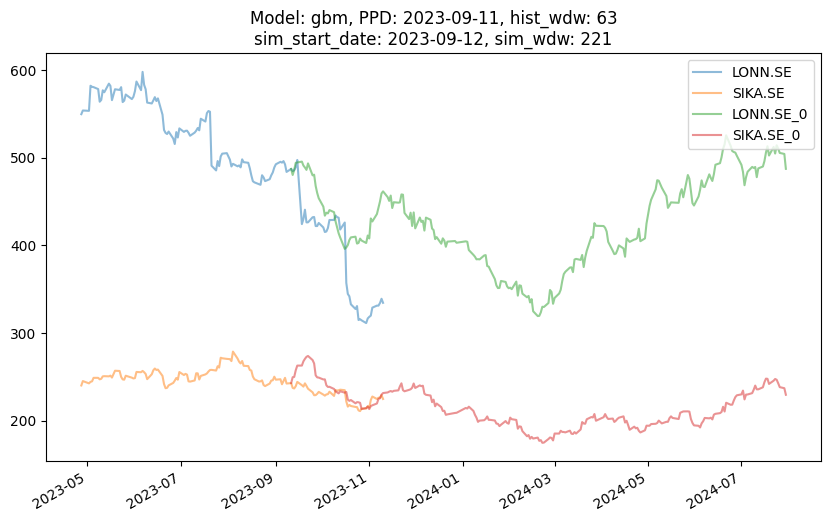 Model: gbm, PPD: 2023-09-11, hist_wdw: 63
sim_start_date: 2023-09-12, sim_wdw: 221
LONN.SE
SIKA.SE
LONN.SE_0
SIKA.SE_0
600
500
400
300
200
2023-05
2023-07
2023-09
2023-11
2024-01
2024-03
2024-05
2024-07